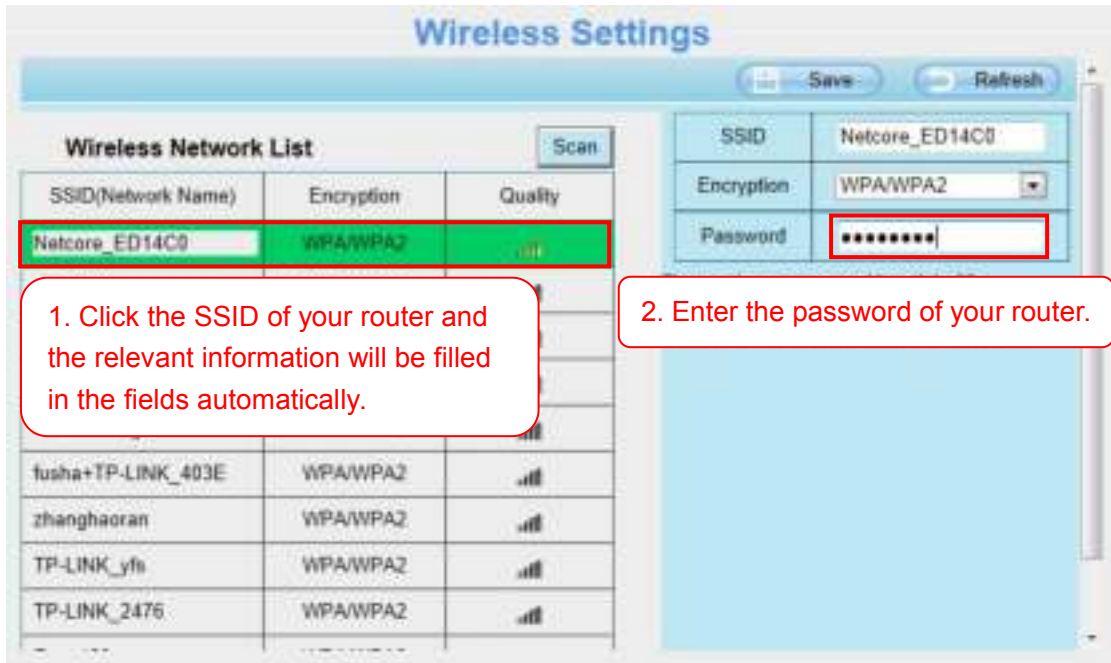 Wireless Settings
Save Refresh
Wireless Network List Scan
SSID(Network Name) Encryption Quality
Netcore_ED14C0 WPA/WPA2
SSID Netcore_ED14C0
Encryption WPA/WPA2
Password ●●●●●●●●
1. Click the SSID of your router and
the relevant information will be filled
in the fields automatically.
2. Enter the password of your router.
fusha+TP-LINK_403E WPA/WPA2
zhanghaoran WPA/WPA2
TP-LINK_yfs WPA/WPA2
TP-LINK_2476 WPA/WPA2